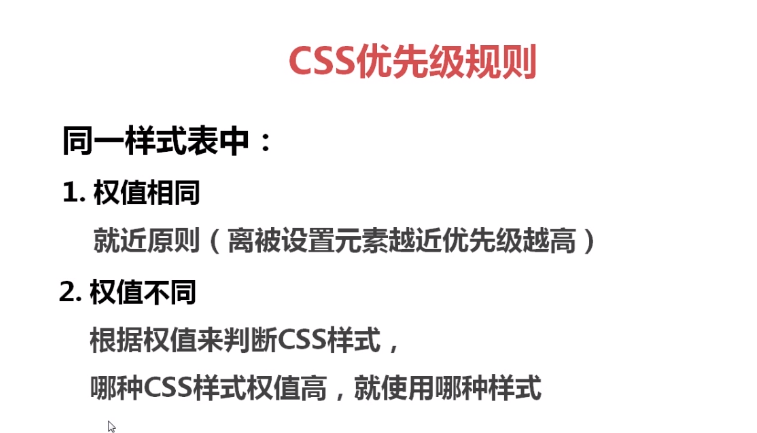 CSS优先级规则
同一样式表中：
1. 权值相同
就近原则（离被设置元素越近优先级越高）
2. 权值不同
根据权值来判断CSS样式，
哪种CSS样式权值高，就使用哪种样式